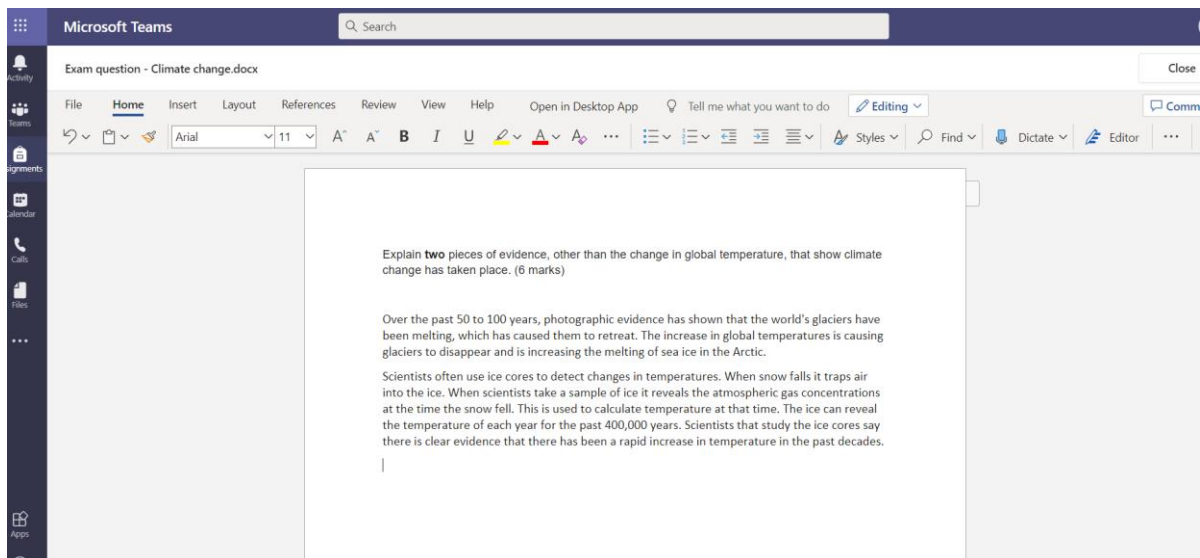 Microsoft Teams
Search
Activity
Exam question - Climate change.docx
Close
Teams
File Home Insert Layout References Review View Help Open in Desktop App Tell me what you want to do Editing
Arial 11 A A B I U A A Styles Find Dictate Editor
Calendar
Calls
Files
Explain two pieces of evidence, other than the change in global temperature, that show climate
change has taken place. (6 marks)
Over the past 50 to 100 years, photographic evidence has shown that the world's glaciers have
been melting, which has caused them to retreat. The increase in global temperatures is causing
glaciers to disappear and is increasing the melting of sea ice in the Arctic.
Scientists often use ice cores to detect changes in temperatures. When snow falls it traps air
into the ice. When scientists take a sample of ice it reveals the atmospheric gas concentrations
at the time the snow fell. This is used to calculate temperature at that time. The ice can reveal
the temperature of each year for the past 400,000 years. Scientists that study the ice cores say
there is clear evidence that there has been a rapid increase in temperature in the past decades.
Apps